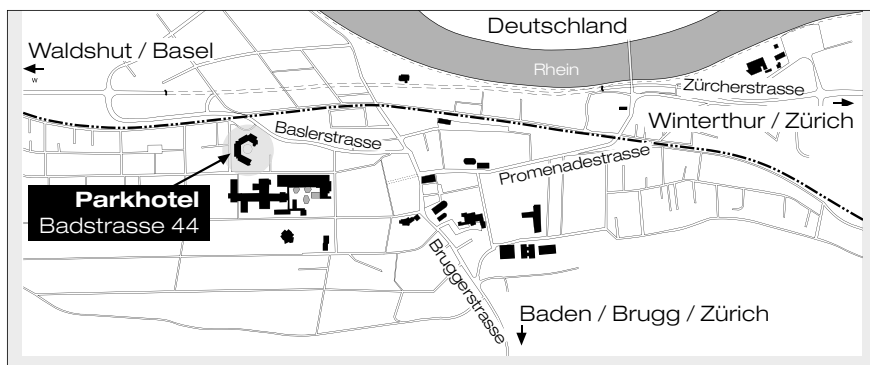 Deutschland
Waldshut / Basel
W
Rhein
Zürcherstrasse
Winterthur / Zürich
Baslerstrasse
Promenadestrasse
Parkhotel
Badstrasse 44
Bruggerstrasse
Baden / Brugg / Zürich